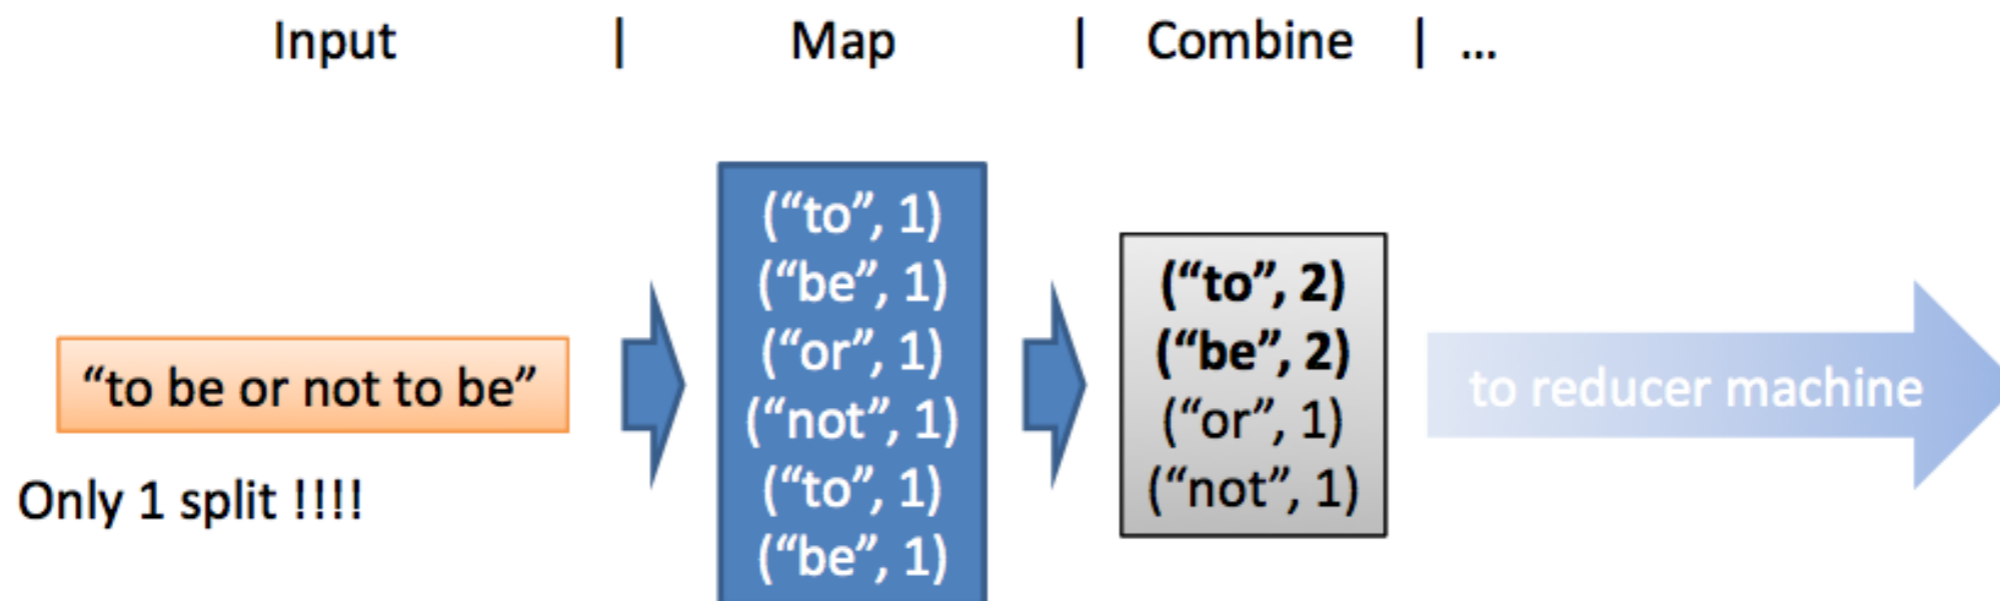 Input | Map | Combine | ...
“to be or not to be”
Only 1 split !!!!
(“to”, 1)
(“be”, 1)
(“or”, 1)
(“not”, 1)
(“to”, 1)
(“be”, 1)
(“to”, 2)
(“be”, 2)
(“or”, 1)
(“not”, 1)
to reducer machine